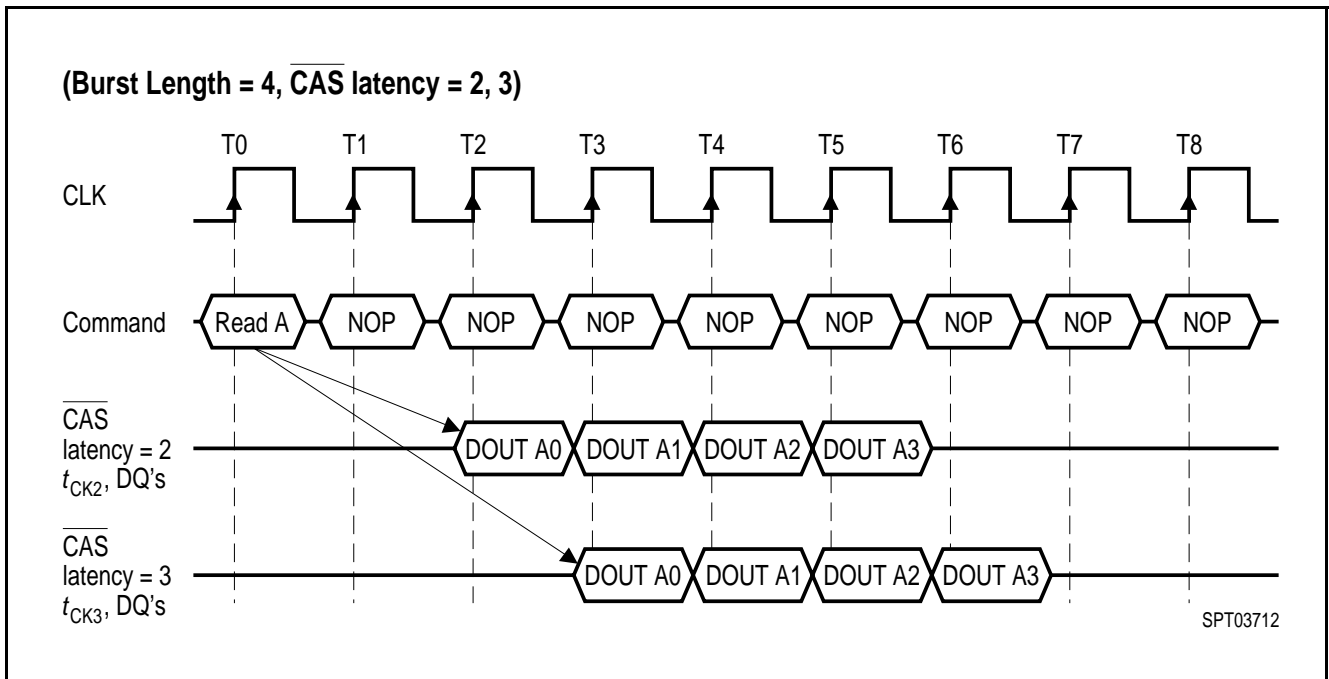 (Burst Length = 4, CAS latency = 2, 3)
T0 T1 T2 T3 T4 T5 T6 T7 T8
CLK
Command Read A NOP NOP NOP NOP NOP NOP NOP NOP
CAS
latency = 2
tCK2, DQ's
DOUT A0 DOUT A1 DOUT A2 DOUT A3
CAS
latency = 3
tCK3, DQ's
DOUT A0 DOUT A1 DOUT A2 DOUT A3
SPT03712